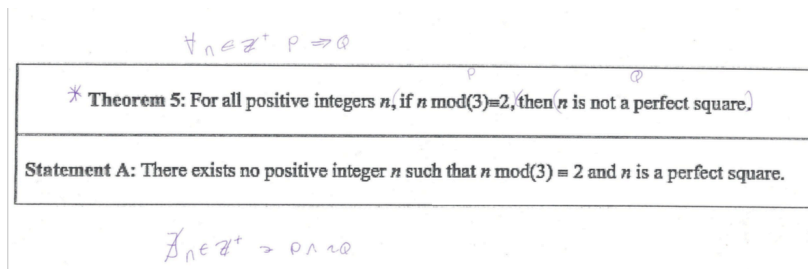 ∀n∈ℤ⁺ P ⇒ Q
P Q
* Theorem 5: For all positive integers n, if n mod(3)≡2, then n is not a perfect square.
Statement A: There exists no positive integer n such that n mod(3) ≡ 2 and n is a perfect square.
∄n∈ℤ⁺ ∋ P∧~Q